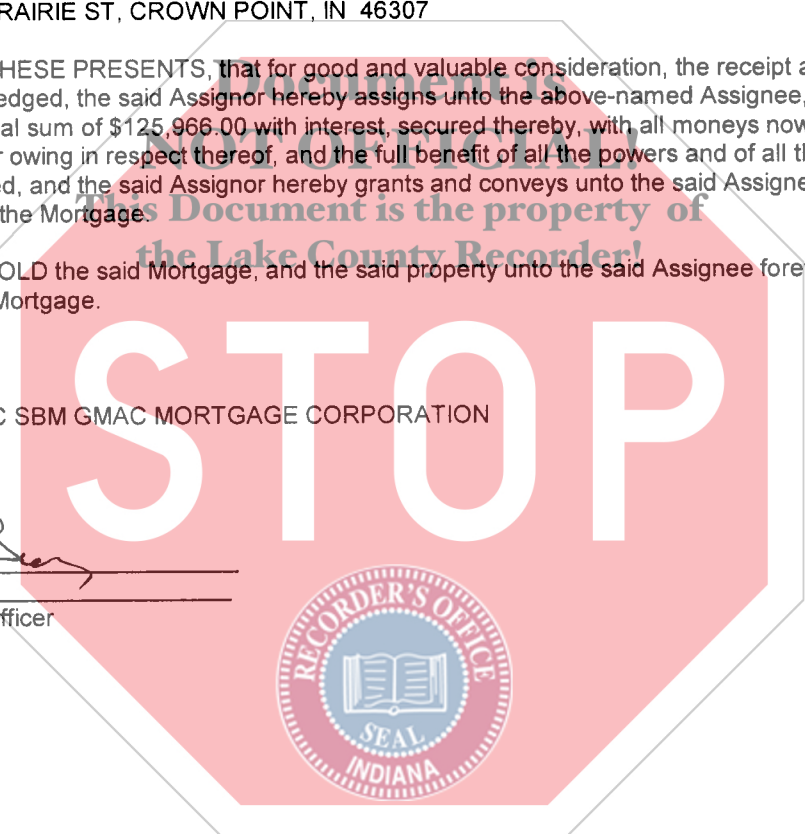 RAIRIE ST, CROWN POINT, IN 46307
HESE PRESENTS, that for good and valuable consideration, the receipt a
edged, the said Assignor hereby assigns unto the above-named Assignee,
al sum of $125,966.00 with interest, secured thereby, with all moneys now
r owing in respect thereof, and the full benefit of all the powers and of all th
ed, and the said Assignor hereby grants and conveys unto the said Assigne
the Mortgage.
OLD the said Mortgage, and the said property unto the said Assignee fore
Mortgage.
Document is
NOT OFFICIAL!
This Document is the property of
the Lake County Recorder!
STOP
C SBM GMAC MORTGAGE CORPORATION
fficer
RECORDER'S OFFICE
SEAL
INDIANA